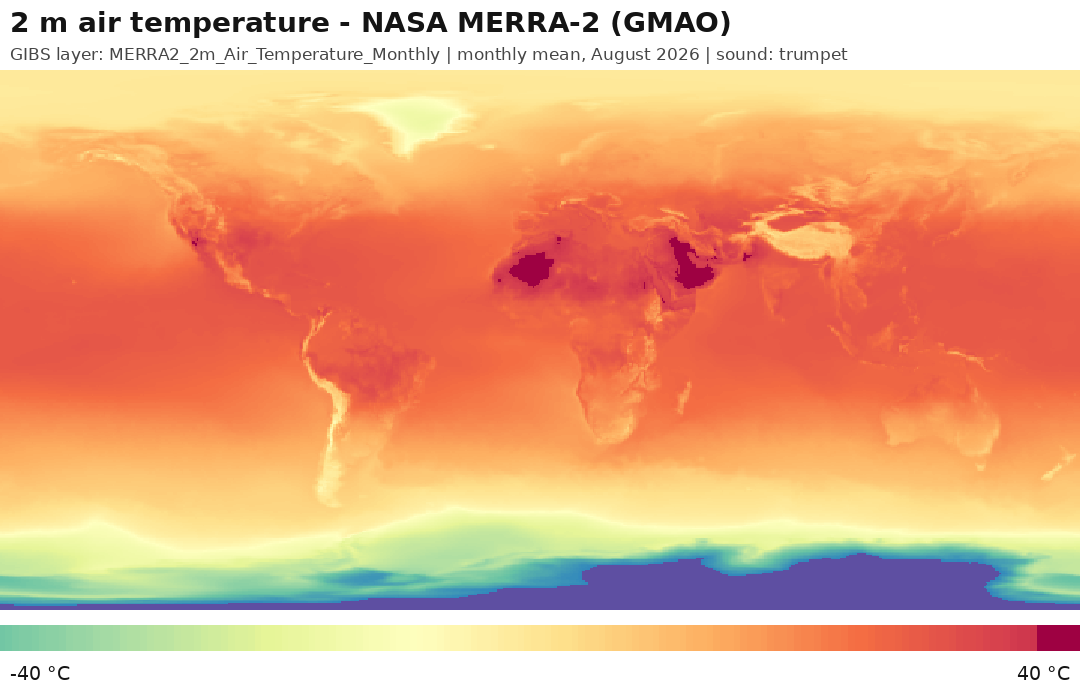 2 m air temperature - NASA MERRA-2 (GMAO)
GIBS layer: MERRA2_2m_Air_Temperature_Monthly | monthly mean, August 2026 | sound: trumpet
-40 °C 40 °C